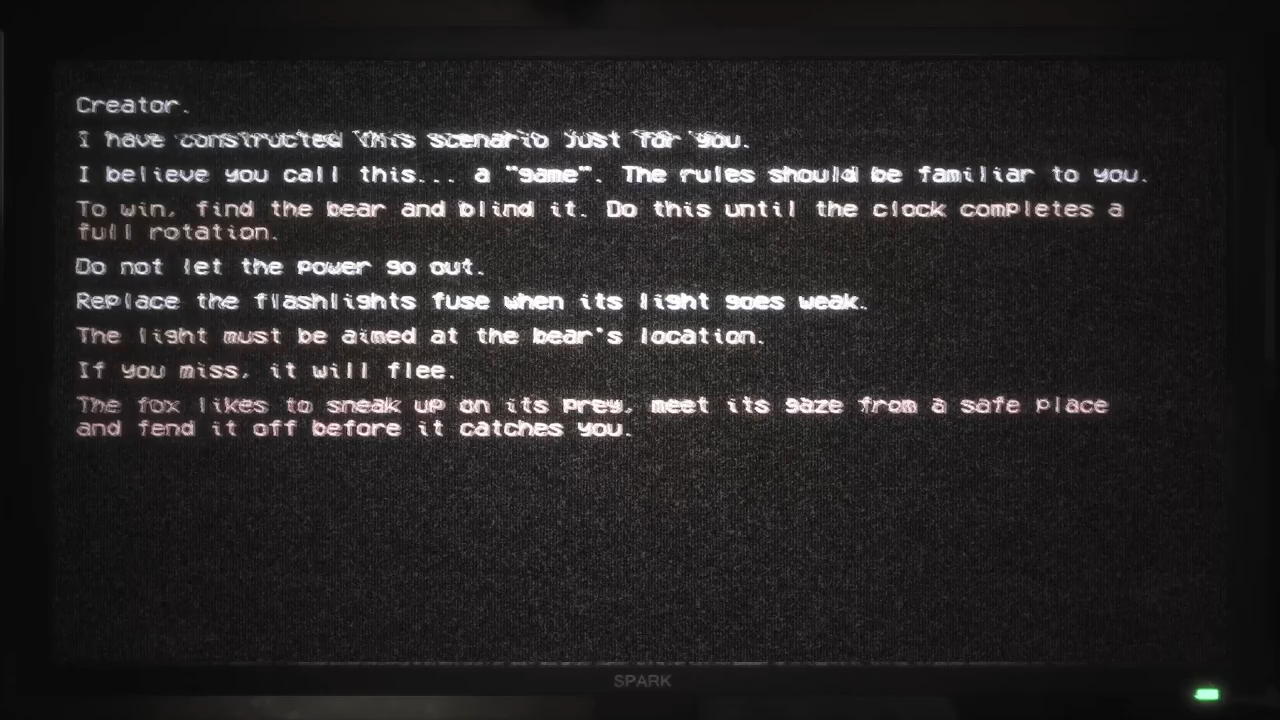 Creator.
I have constructed this scenario just for you.
I believe you call this... a "game". The rules should be familiar to you.
To win, find the bear and blind it. Do this until the clock completes a
full rotation.
Do not let the power go out.
Replace the flashlights fuse when its light goes weak.
The light must be aimed at the bear's location.
If you miss, it will flee.
The fox likes to sneak up on its prey, meet its gaze from a safe place
and fend it off before it catches you.
SPARK